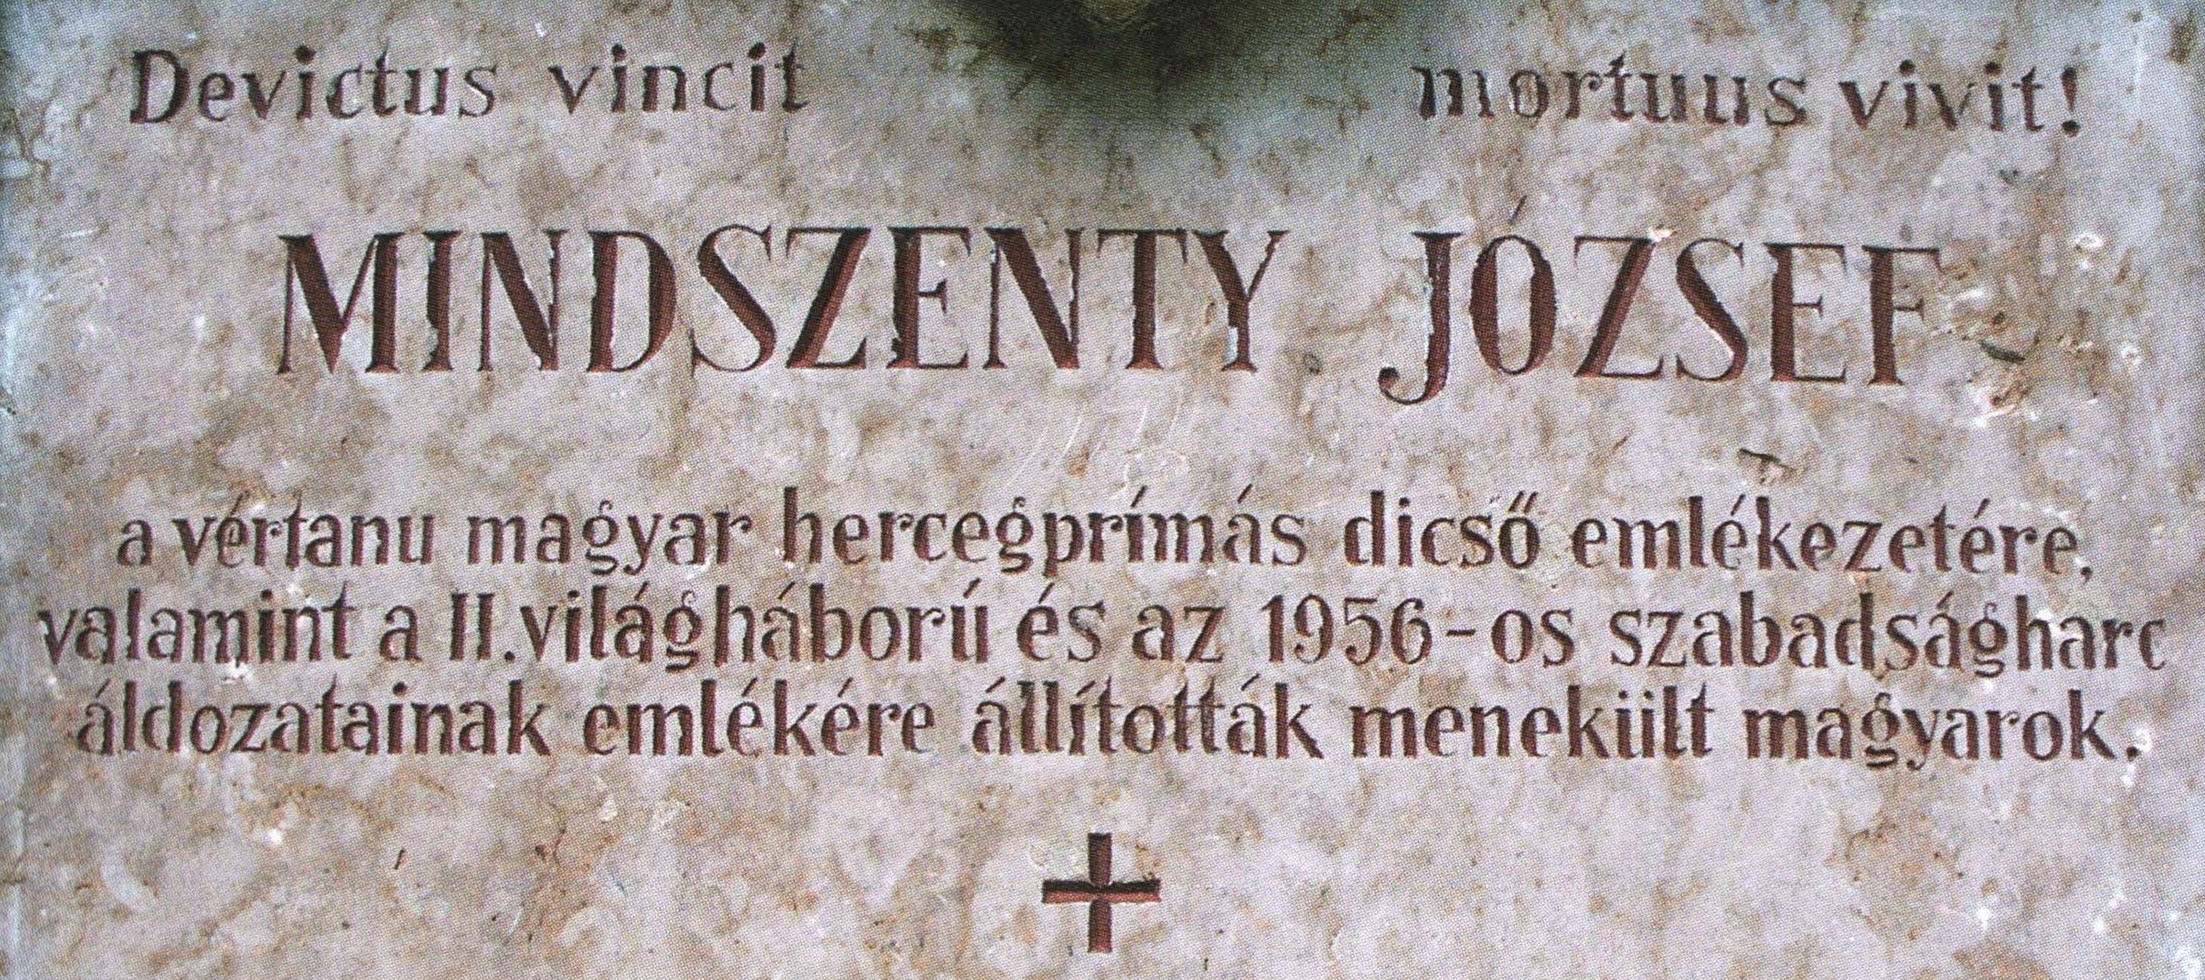 Devictus vincit mortuus vivit!
MINDSZENTY JÓZSEF
a vértanu magyar hercegprímás dicső emlékezetére,
valamint a II. világháború és az 1956-os szabadságharc
áldozatainak emlékére állították menekült magyarok.